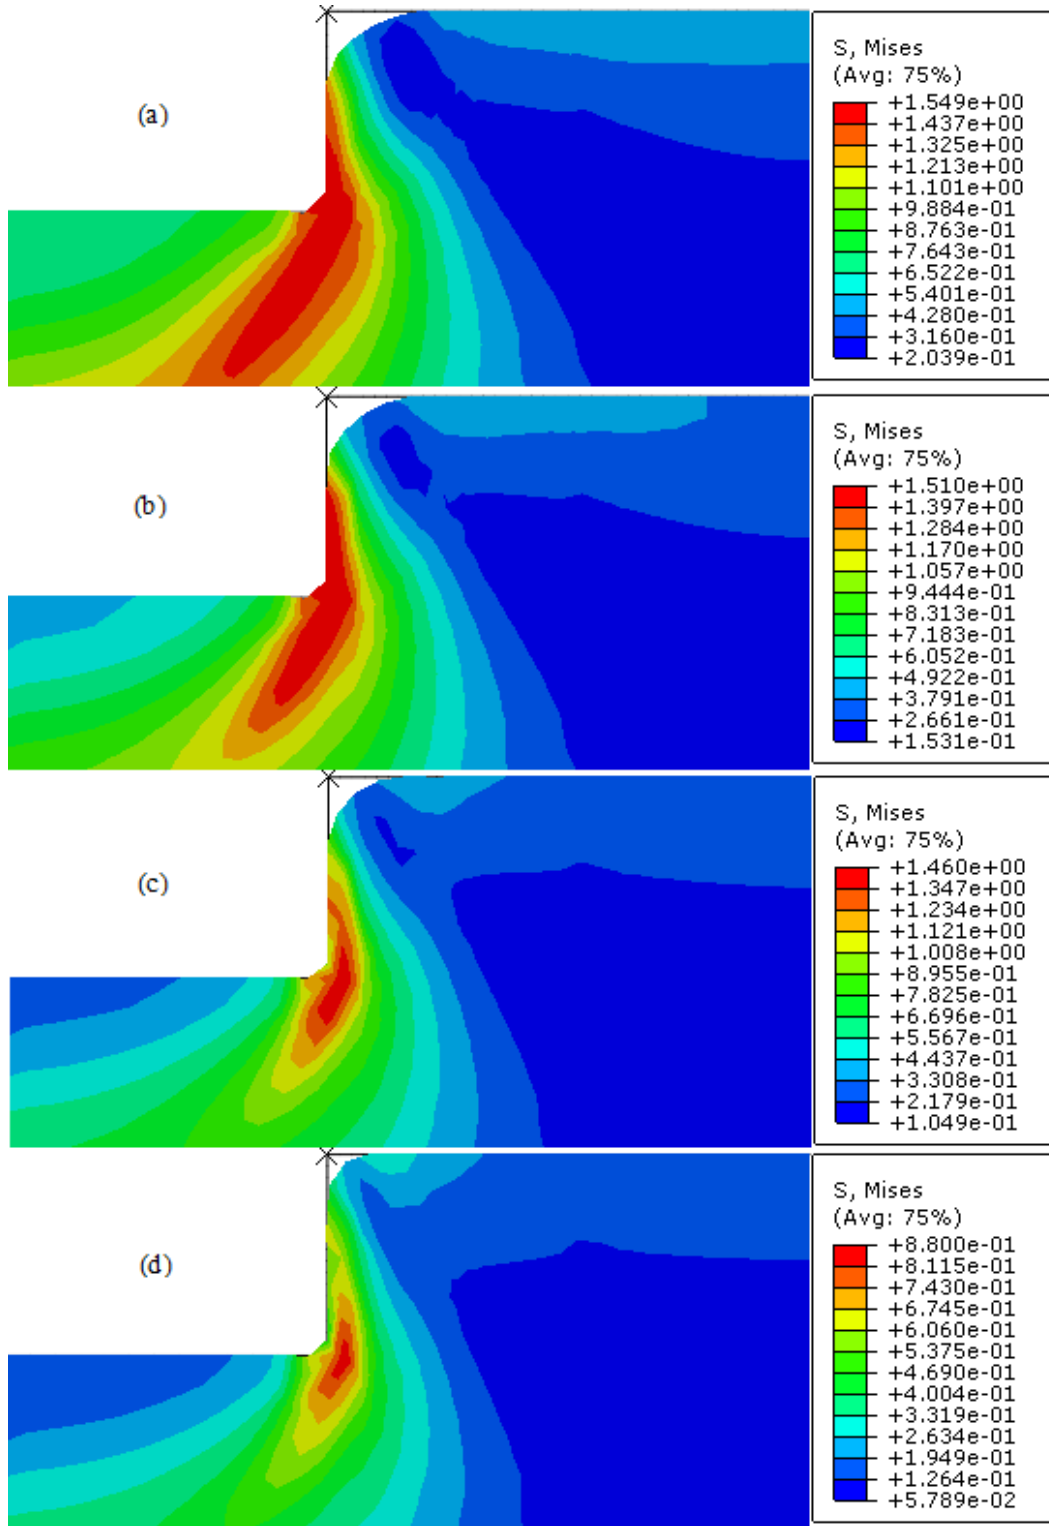 (a)
S, Mises
(Avg: 75%)
+1.549e+00
+1.437e+00
+1.325e+00
+1.213e+00
+1.101e+00
+9.884e-01
+8.763e-01
+7.643e-01
+6.522e-01
+5.401e-01
+4.280e-01
+3.160e-01
+2.039e-01
(b)
S, Mises
(Avg: 75%)
+1.510e+00
+1.397e+00
+1.284e+00
+1.170e+00
+1.057e+00
+9.444e-01
+8.313e-01
+7.183e-01
+6.052e-01
+4.922e-01
+3.791e-01
+2.661e-01
+1.531e-01
(c)
S, Mises
(Avg: 75%)
+1.460e+00
+1.347e+00
+1.234e+00
+1.121e+00
+1.008e+00
+8.955e-01
+7.825e-01
+6.696e-01
+5.567e-01
+4.437e-01
+3.308e-01
+2.179e-01
+1.049e-01
(d)
S, Mises
(Avg: 75%)
+8.800e-01
+8.115e-01
+7.430e-01
+6.745e-01
+6.060e-01
+5.375e-01
+4.690e-01
+4.004e-01
+3.319e-01
+2.634e-01
+1.949e-01
+1.264e-01
+5.789e-02